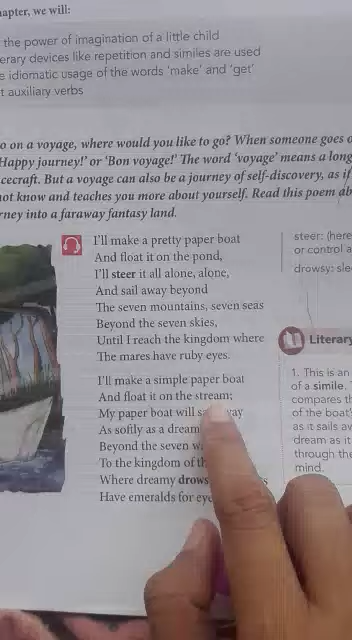 hapter, we will:
the power of imagination of a little child
erary devices like repetition and similes are used
e idiomatic usage of the words 'make' and 'get'
t auxiliary verbs
o on a voyage, where would you like to go? When someone goes o
Happy journey!' or 'Bon voyage!' The word 'voyage' means a long
cecraft. But a voyage can also be a journey of self-discovery, as if
not know and teaches you more about yourself. Read this poem ab
rney into a faraway fantasy land.
I'll make a pretty paper boat
And float it on the pond,
I'll steer it all alone, alone,
And sail away beyond
The seven mountains, seven seas
Beyond the seven skies,
Until I reach the kingdom where
The mares have ruby eyes.
I'll make a simple paper boat
And float it on the stream;
My paper boat will sa way
As softly as a dream
Beyond the seven w
To the kingdom of th
Where dreamy drows s
Have emeralds for eye
steer: (here
or control a
drowsy: slee
Literary
1. This is an
of a simile.
compares th
of the boat'
as it sails aw
dream as it
through the
mind.